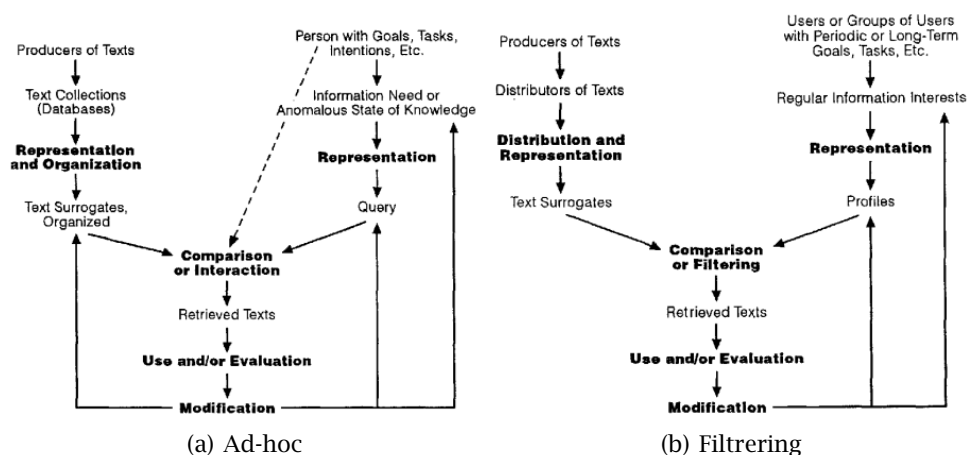 Producers of Texts
Text Collections
(Databases)
Representation
and Organization
Text Surrogates,
Organized
Person with Goals, Tasks,
Intentions, Etc.
Information Need or
Anomalous State of Knowledge
Representation
Query
Comparison
or Interaction
Retrieved Texts
Use and/or Evaluation
Modification
(a) Ad-hoc
Producers of Texts
Distributors of Texts
Distribution and
Representation
Text Surrogates
Users or Groups of Users
with Periodic or Long-Term
Goals, Tasks, Etc.
Regular Information Interests
Representation
Profiles
Comparison
or Filtering
Retrieved Texts
Use and/or Evaluation
Modification
(b) Filtrering